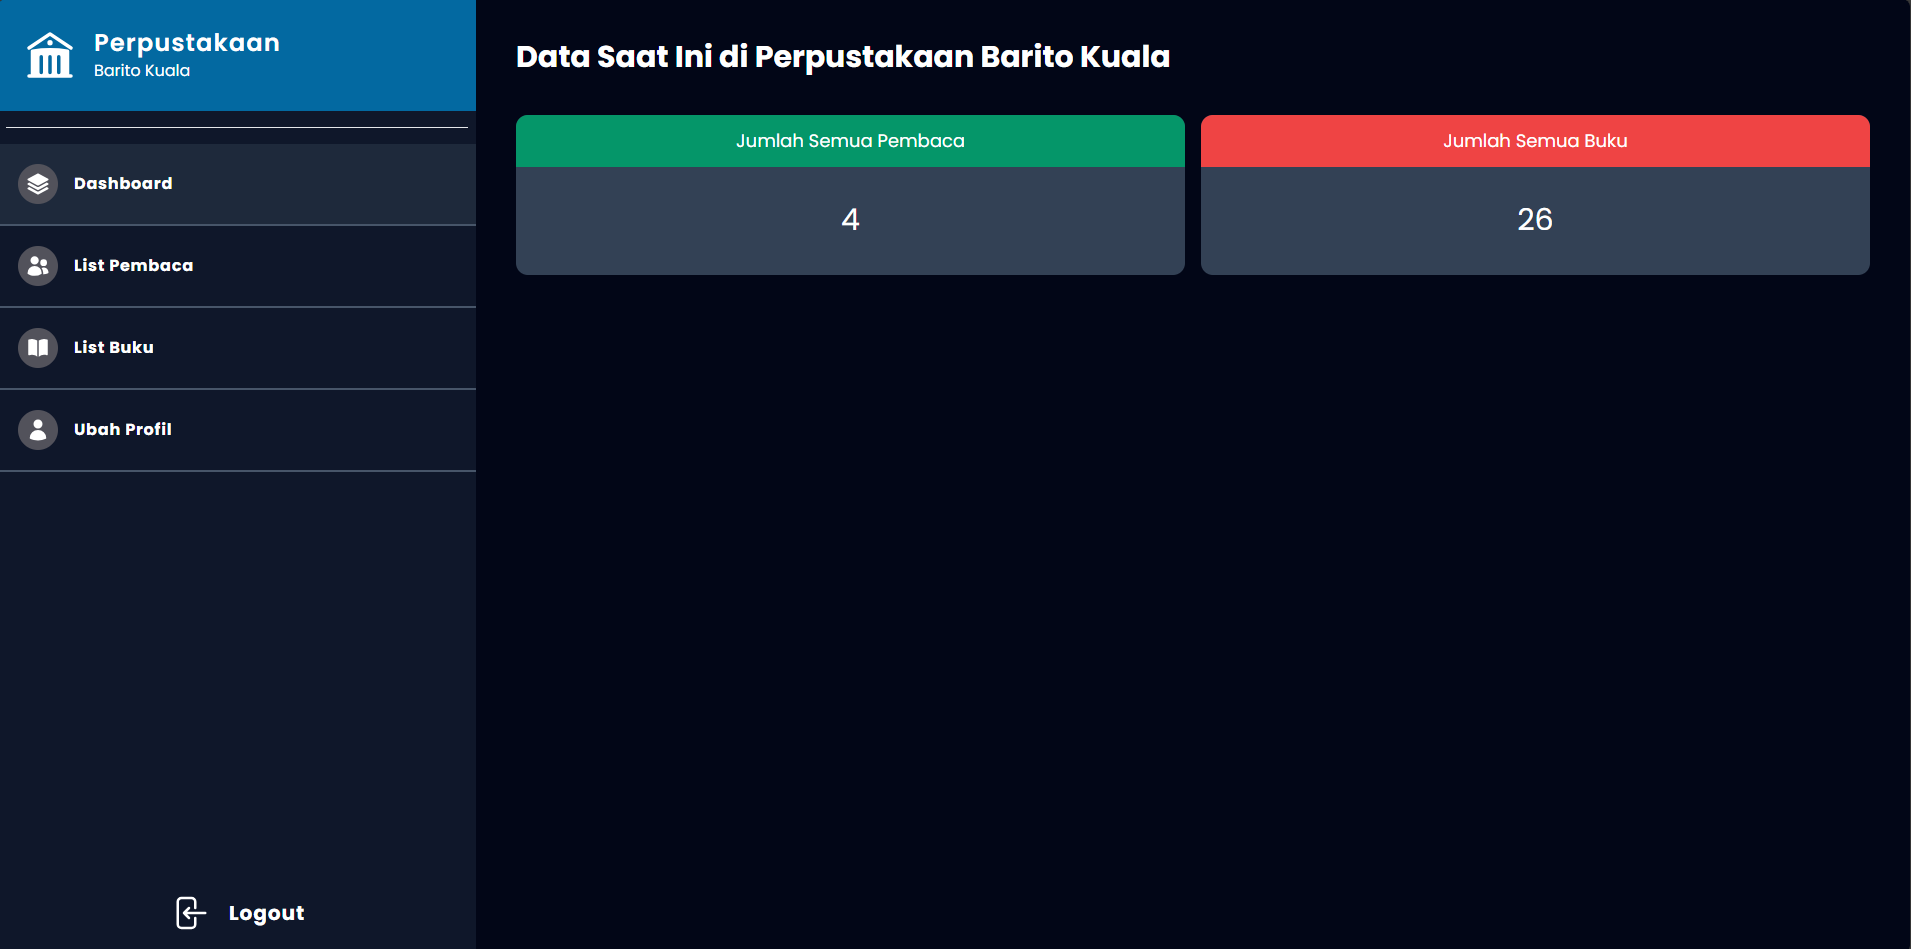 Perpustakaan
Barito Kuala
Dashboard
List Pembaca
List Buku
Ubah Profil
Logout
Data Saat Ini di Perpustakaan Barito Kuala
Jumlah Semua Pembaca
4
Jumlah Semua Buku
26